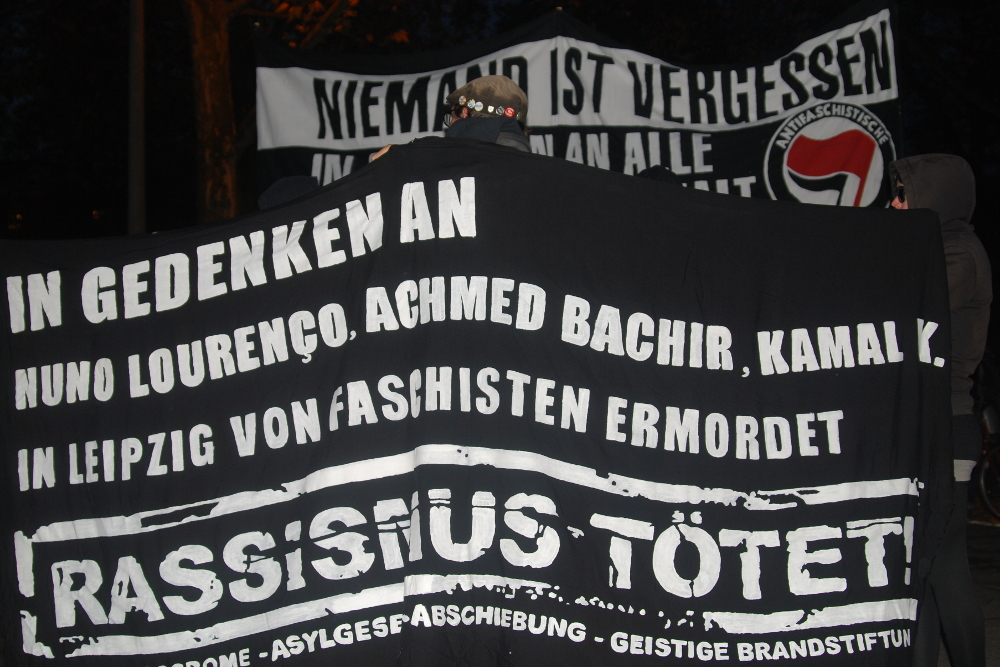 NIEMAND IST VERGESSEN
IN AN ALLE
ANTIFASCHISTISCHE
IN GEDENKEN AN
NUNO LOURENÇO, ACHMED BACHIR, KAMAL K.
IN LEIPZIG VON FASCHISTEN ERMORDET
RASSiSMUS TÖTET!
-ASYLGESE-ABSCHIEBUNG - GEISTIGE BRANDSTIFTUN